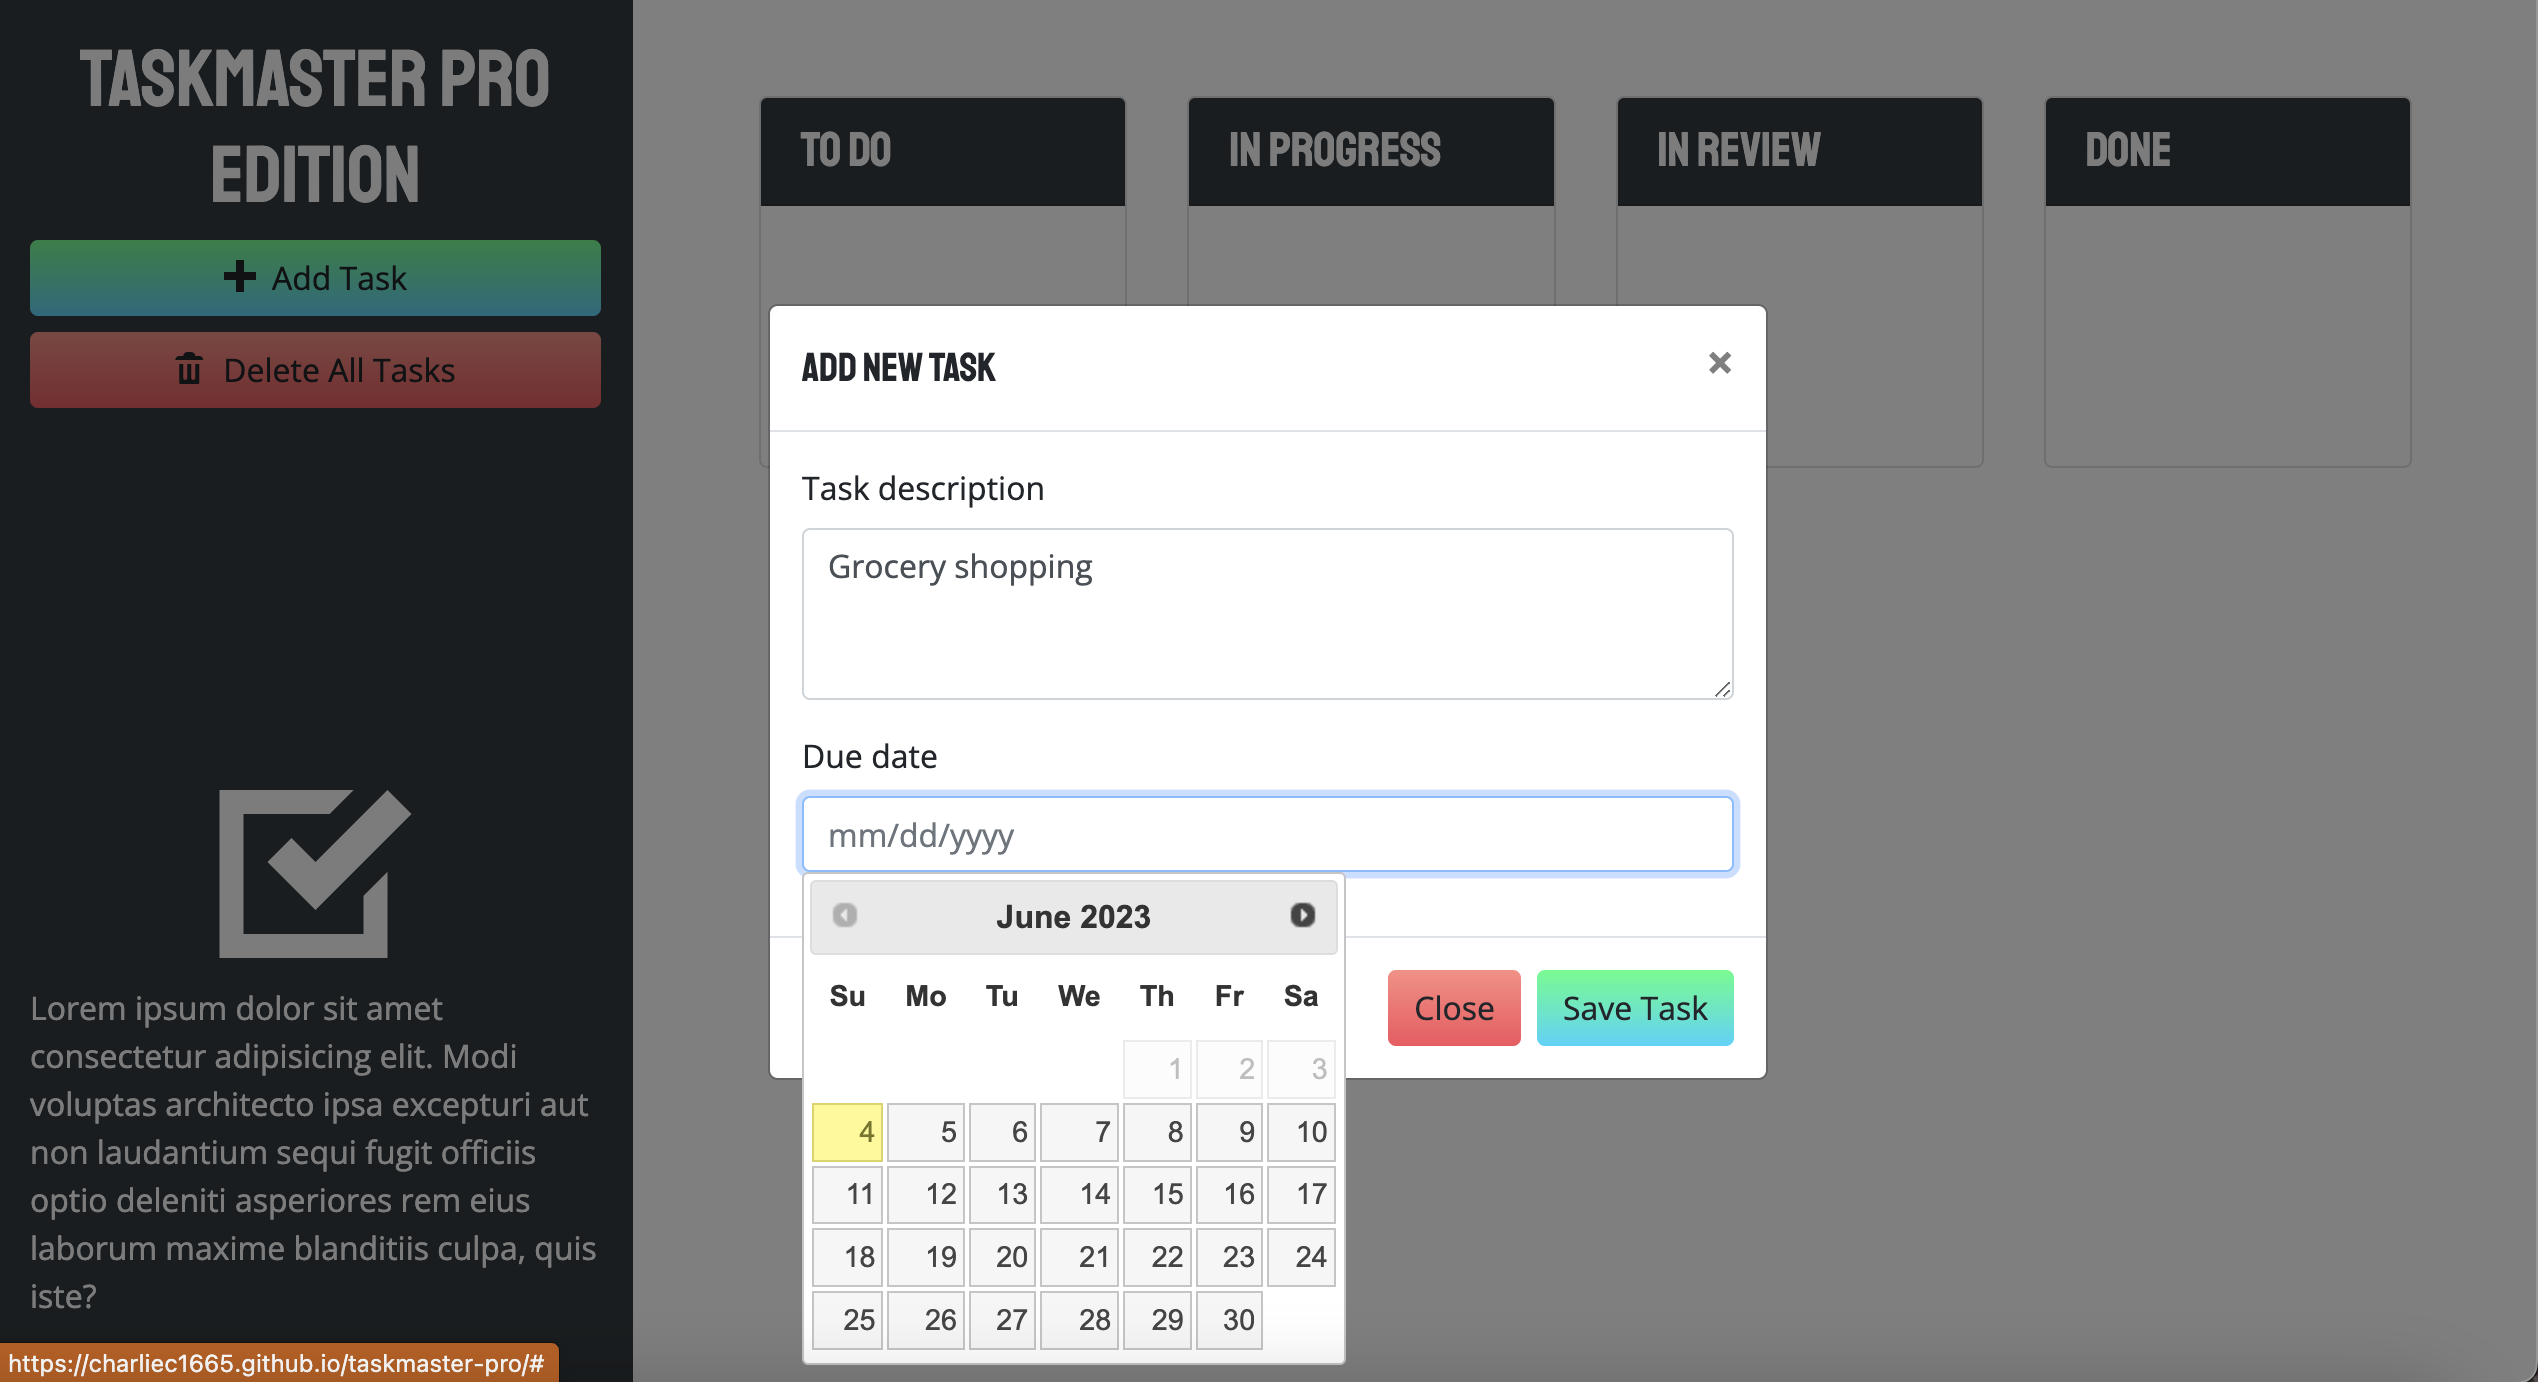 TASKMASTER PRO
EDITION
Add Task
Delete All Tasks
Lorem ipsum dolor sit amet
consectetur adipisicing elit. Modi
voluptas architecto ipsa excepturi aut
non laudantium sequi fugit officiis
optio deleniti asperiores rem eius
laborum maxime blanditiis culpa, quis
iste?
https://charliec1665.github.io/taskmaster-pro/#
TO DO
IN PROGRESS
IN REVIEW
DONE
ADD NEW TASK
×
Task description
Grocery shopping
Due date
mm/dd/yyyy
June 2023
Su Mo Tu We Th Fr Sa
1 2 3
4 5 6 7 8 9 10
11 12 13 14 15 16 17
18 19 20 21 22 23 24
25 26 27 28 29 30
Close
Save Task